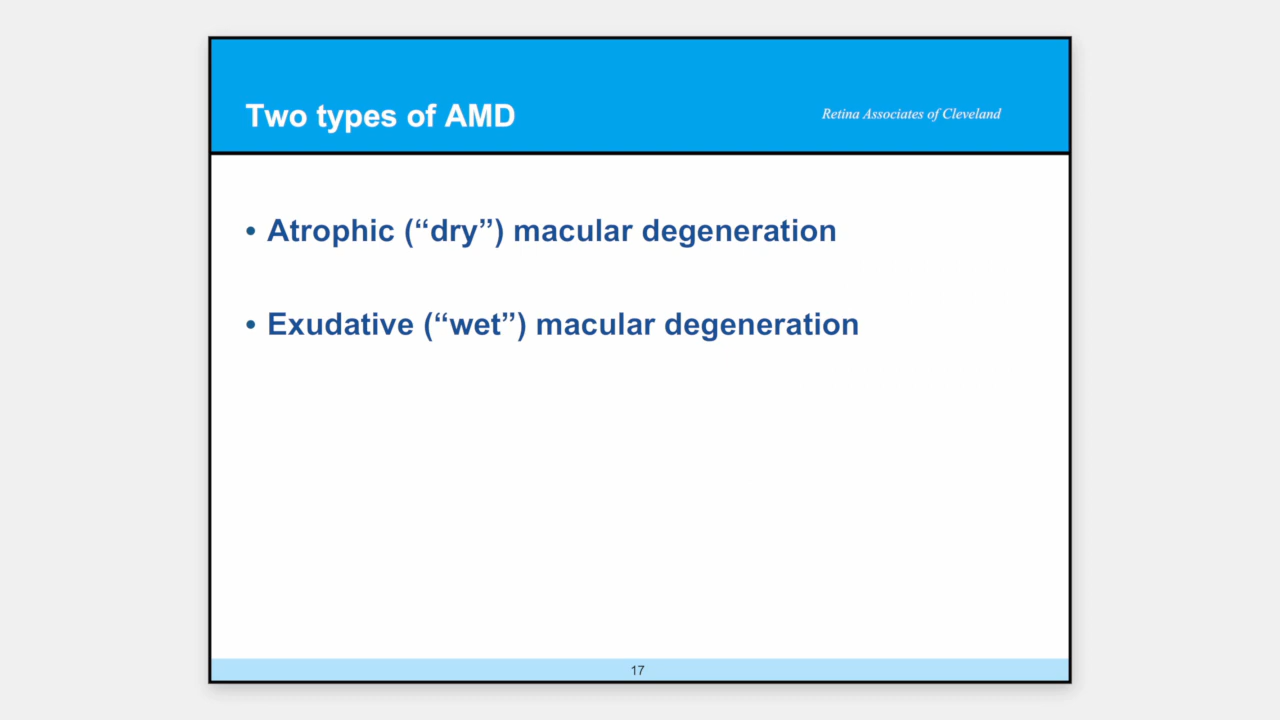 Two types of AMD
Retina Associates of Cleveland
• Atrophic (“dry”) macular degeneration
• Exudative (“wet”) macular degeneration
17